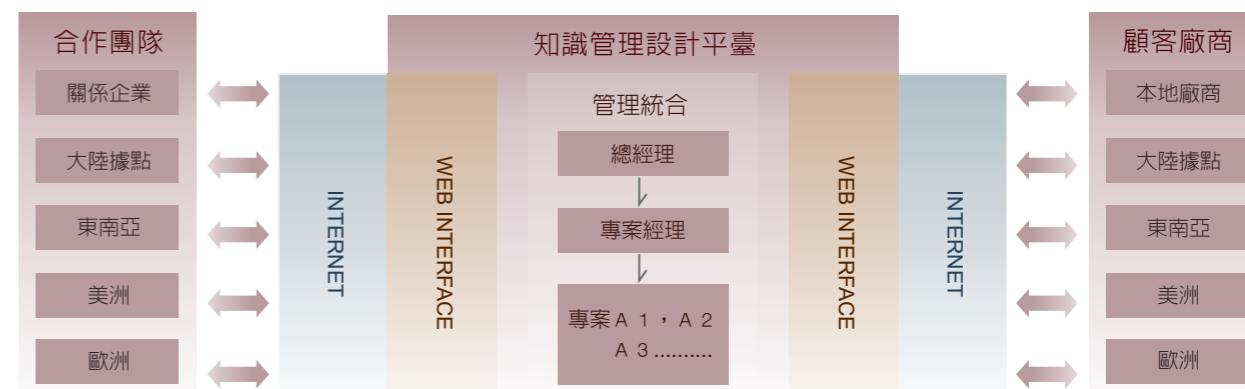 合作團隊
關係企業
大陸據點
東南亞
美洲
歐洲
INTERNET
WEB INTERFACE
知識管理設計平臺
管理統合
總經理
專案經理
專案Ａ１，Ａ２
Ａ３..........
WEB INTERFACE
INTERNET
顧客廠商
本地廠商
大陸據點
東南亞
美洲
歐洲